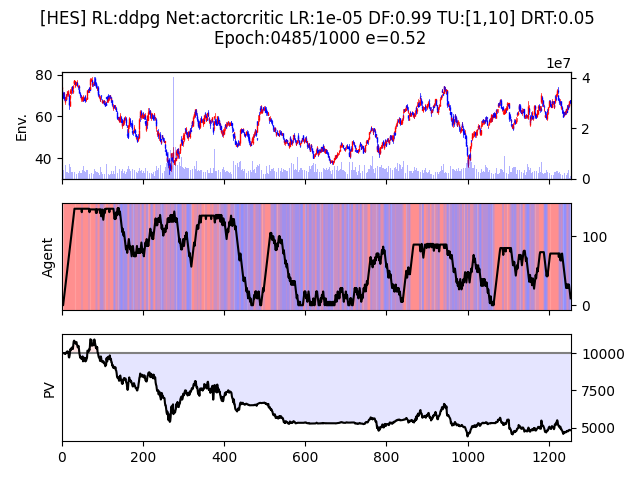 [HES] RL:ddpg Net:actorcritic LR:1e-05 DF:0.99 TU:[1,10] DRT:0.05
Epoch:0485/1000 e=0.52
1e7
80
60
40
Env.
4
2
0
Agent
100
0
PV
10000
7500
5000
0 200 400 600 800 1000 1200